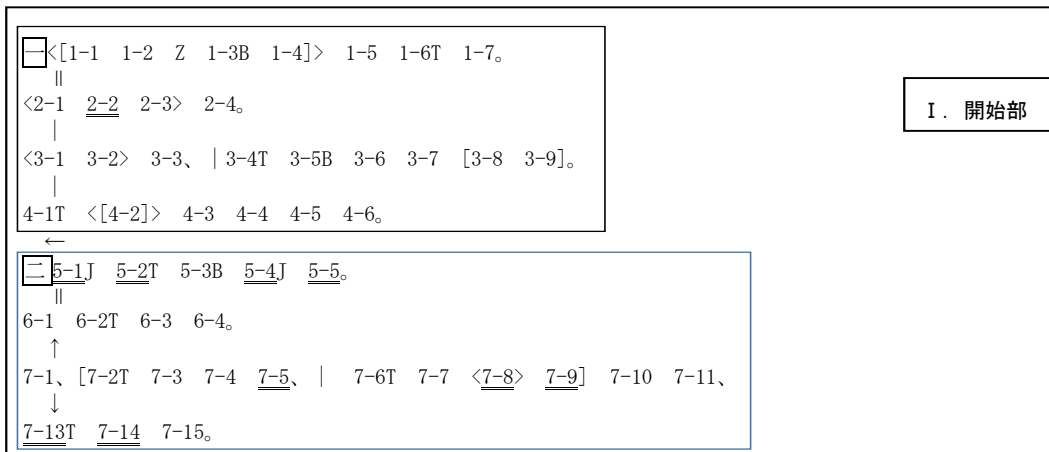 一<[1-1 1-2 Z 1-3B 1-4]> 1-5 1-6T 1-7。
‖
<2-1 2-2 2-3> 2-4。
|
<3-1 3-2> 3-3、|3-4T 3-5B 3-6 3-7 [3-8 3-9]。
|
4-1T <[4-2]> 4-3 4-4 4-5 4-6。
←
二5-1J 5-2T 5-3B 5-4J 5-5。
‖
6-1 6-2T 6-3 6-4。
↑
7-1、[7-2T 7-3 7-4 7-5、| 7-6T 7-7 <7-8> 7-9] 7-10 7-11、
↓
7-13T 7-14 7-15。
Ⅰ. 開始部